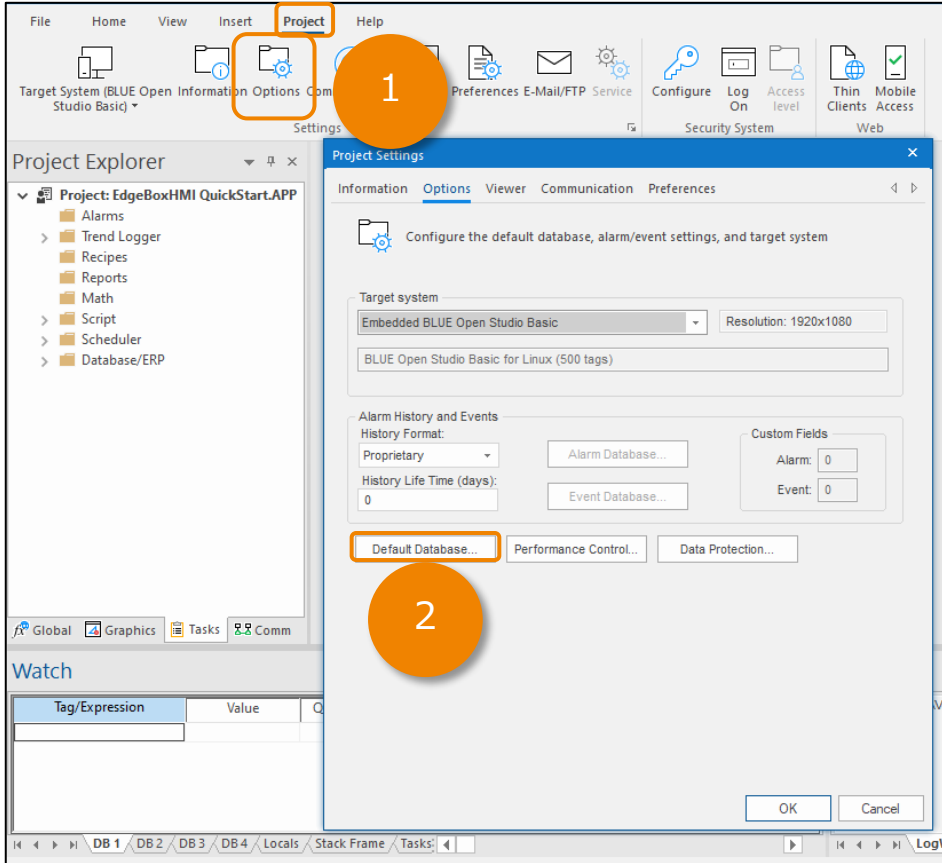 File Home View Insert Project Help
Target System (BLUE Open Studio Basic)
Information
Options
1
Preferences
E-Mail/FTP
Service
Configure
Log On
Access level
Thin Clients
Mobile Access
Settings
Security System
Web
Project Explorer
Project: EdgeBoxHMI QuickStart.APP
Alarms
Trend Logger
Recipes
Reports
Math
Script
Scheduler
Database/ERP
Global Graphics Tasks Comm
Project Settings
Information Options Viewer Communication Preferences
Configure the default database, alarm/event settings, and target system
Target system
Embedded BLUE Open Studio Basic
Resolution: 1920x1080
BLUE Open Studio Basic for Linux (500 tags)
Alarm History and Events
History Format:
Proprietary
Alarm Database...
History Life Time (days):
0
Event Database...
Custom Fields
Alarm: 0
Event: 0
Default Database... Performance Control... Data Protection...
2
OK Cancel
Watch
Tag/Expression Value
DB 1 DB 2 DB 3 DB 4 Locals Stack Frame Tasks